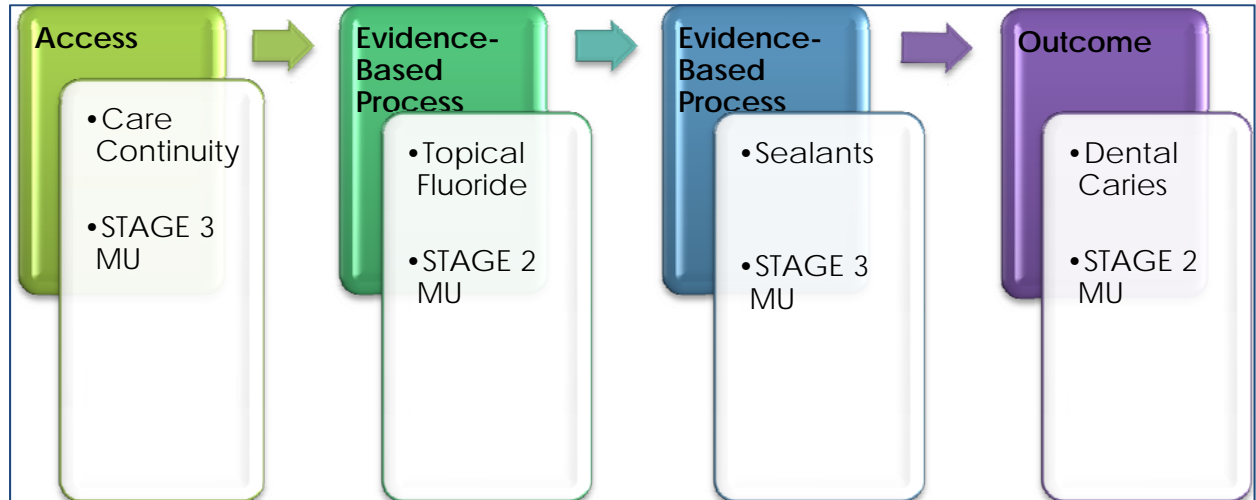 Access
• Care
Continuity
• STAGE 3
MU
Evidence-
Based
Process
• Topical
Fluoride
• STAGE 2
MU
Evidence-
Based
Process
• Sealants
• STAGE 3
MU
Outcome
• Dental
Caries
• STAGE 2
MU